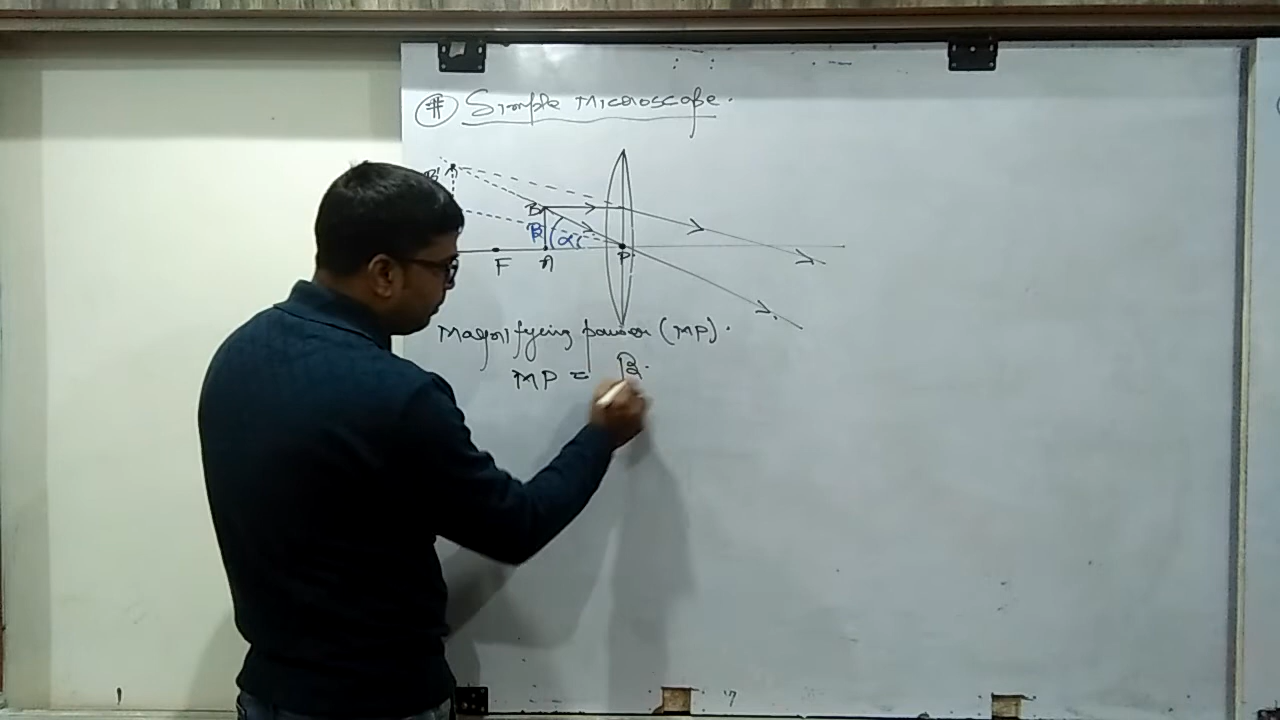 # Simple Microscope.
B'
B
β α
P
F A
Magnifying power (MP).
MP = β